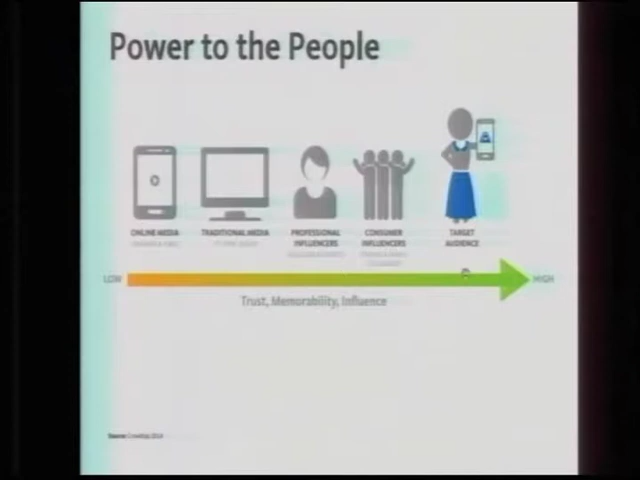 Power to the People
ONLINE MEDIA
TRADITIONAL MEDIA
PROFESSIONAL
INFLUENCERS
CONSUMER
INFLUENCERS
TARGET
AUDIENCE
LOW
HIGH
Trust, Memorability, Influence
Source: